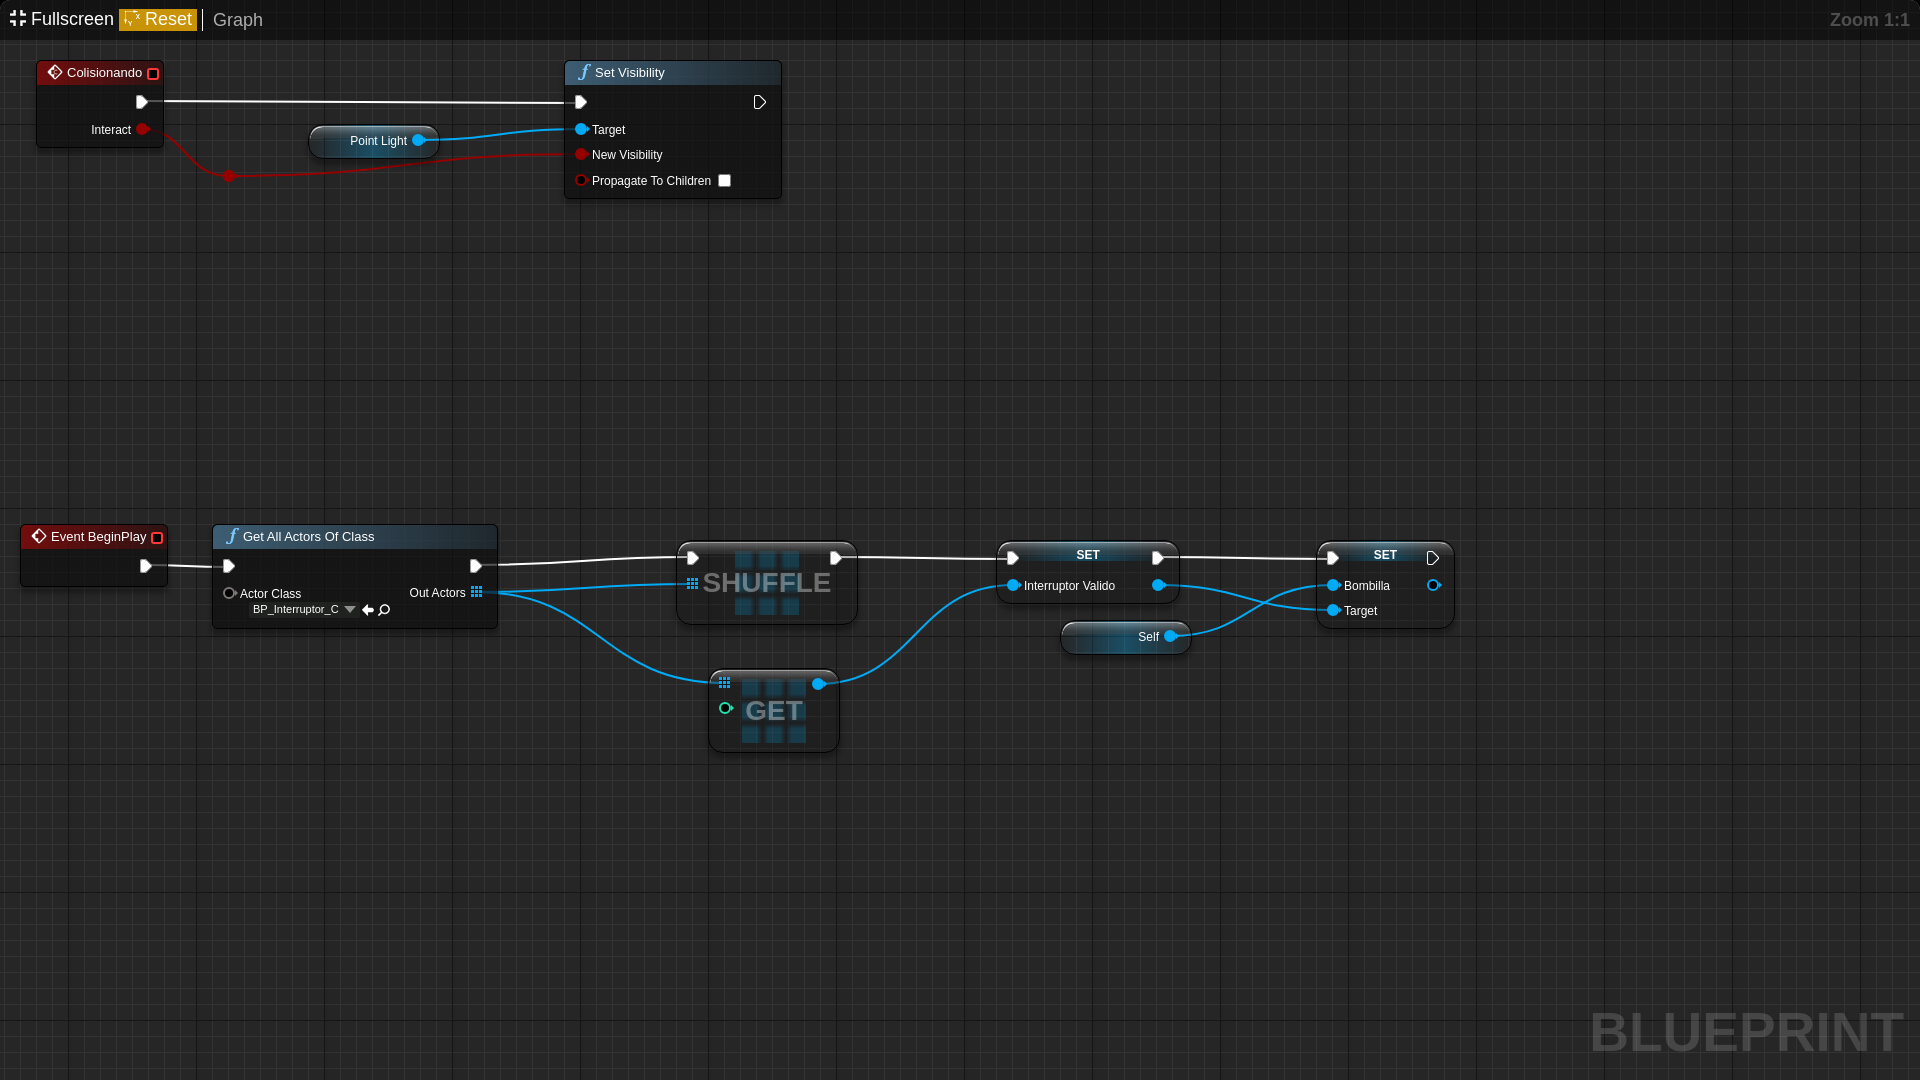 Fullscreen Reset Graph Zoom 1:1
Colisionando
Interact
Point Light
Set Visibility
Target
New Visibility
Propagate To Children
Event BeginPlay
Get All Actors Of Class
Actor Class
BP_Interruptor_C
Out Actors
SHUFFLE
GET
SET
Interruptor Valido
Self
SET
Bombilla
Target
BLUEPRINT